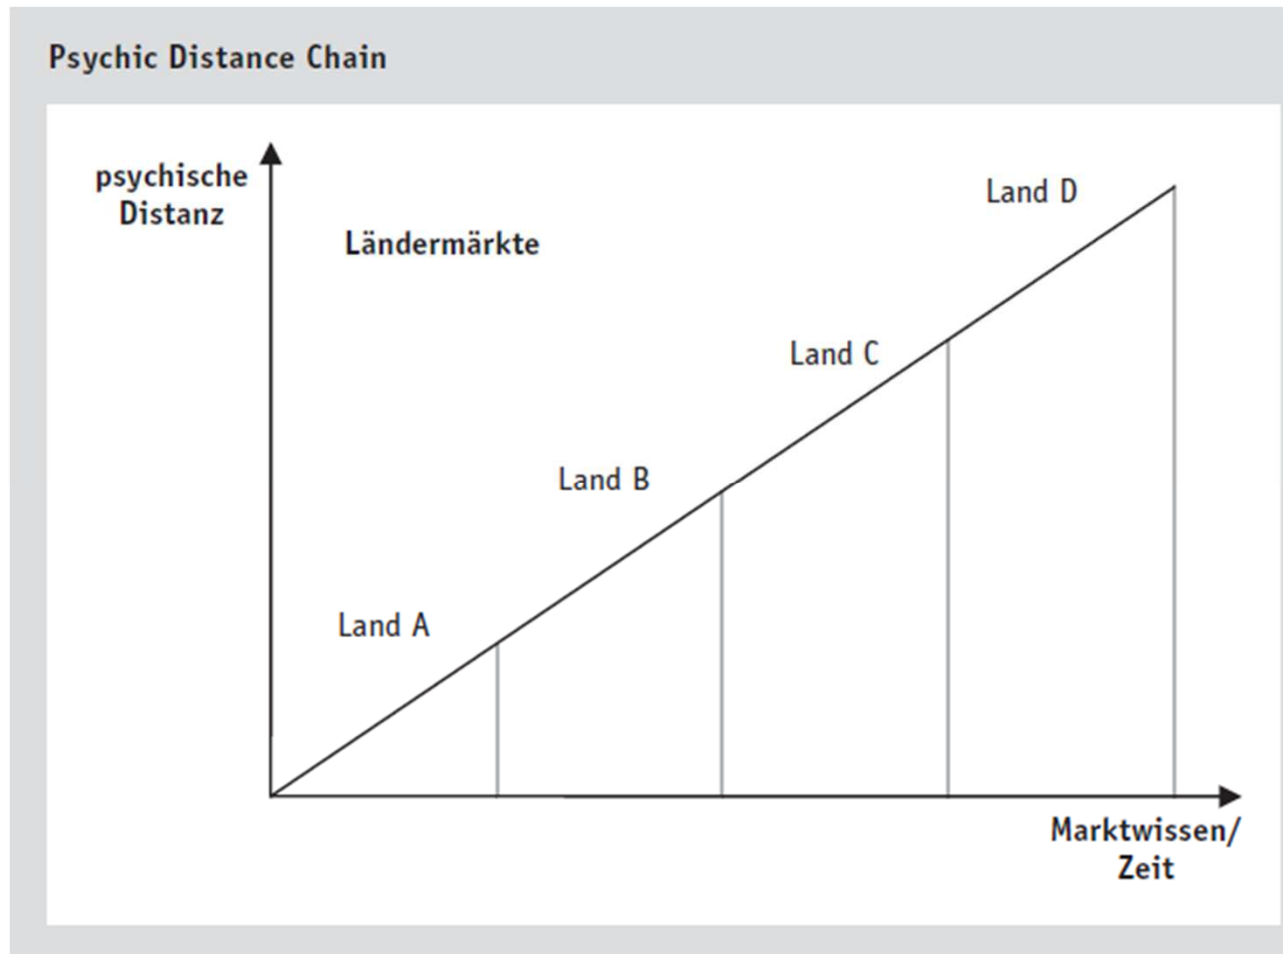 Psychic Distance Chain
psychische
Distanz
Ländermärkte
Land D
Land C
Land B
Land A
Marktwissen/
Zeit